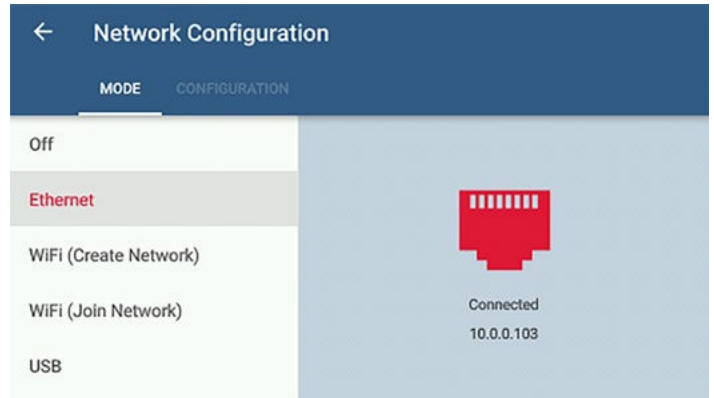 Network Configuration
MODE CONFIGURATION
Off
Ethernet
WiFi (Create Network)
WiFi (Join Network)
USB
Connected
10.0.0.103